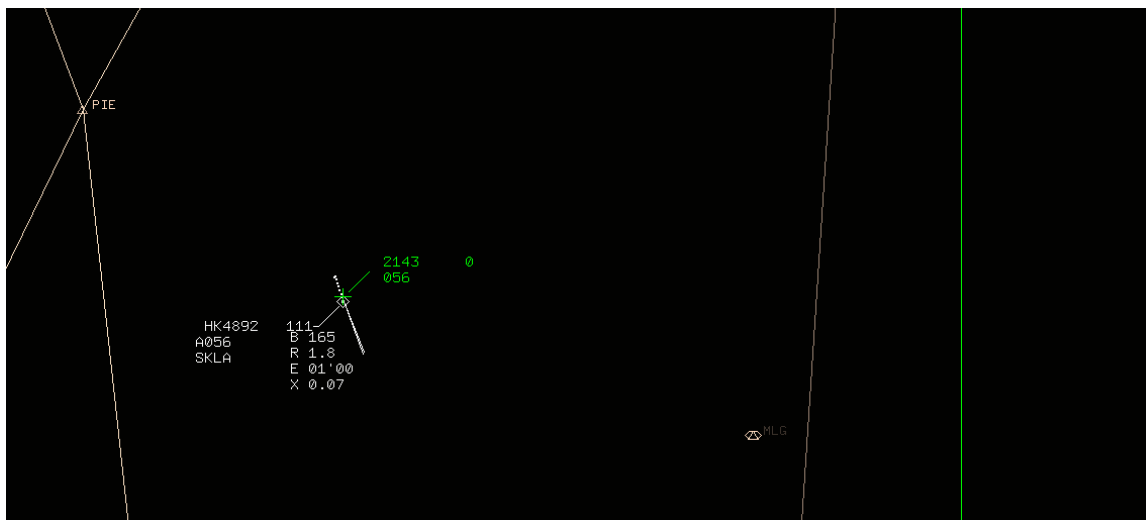 PIE
2143 0
056
HK4892 111
A056
SKLA
B 165
R 1.8
E 01'00
X 0.07
MLG